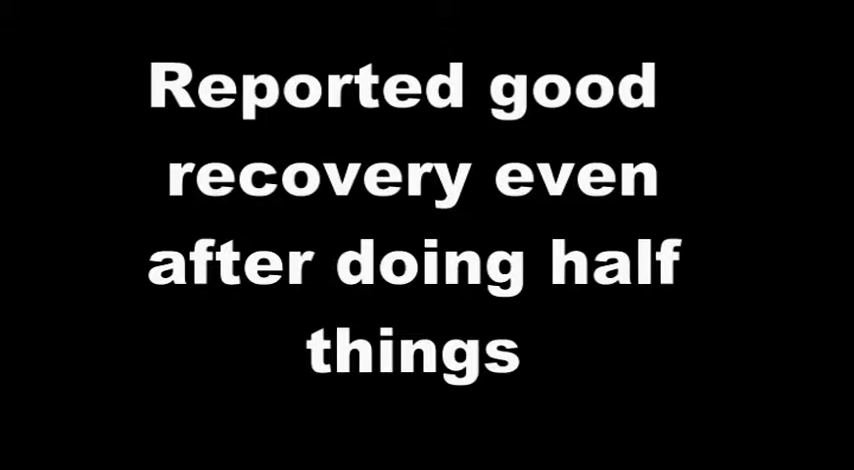 Reported good
recovery even
after doing half
things